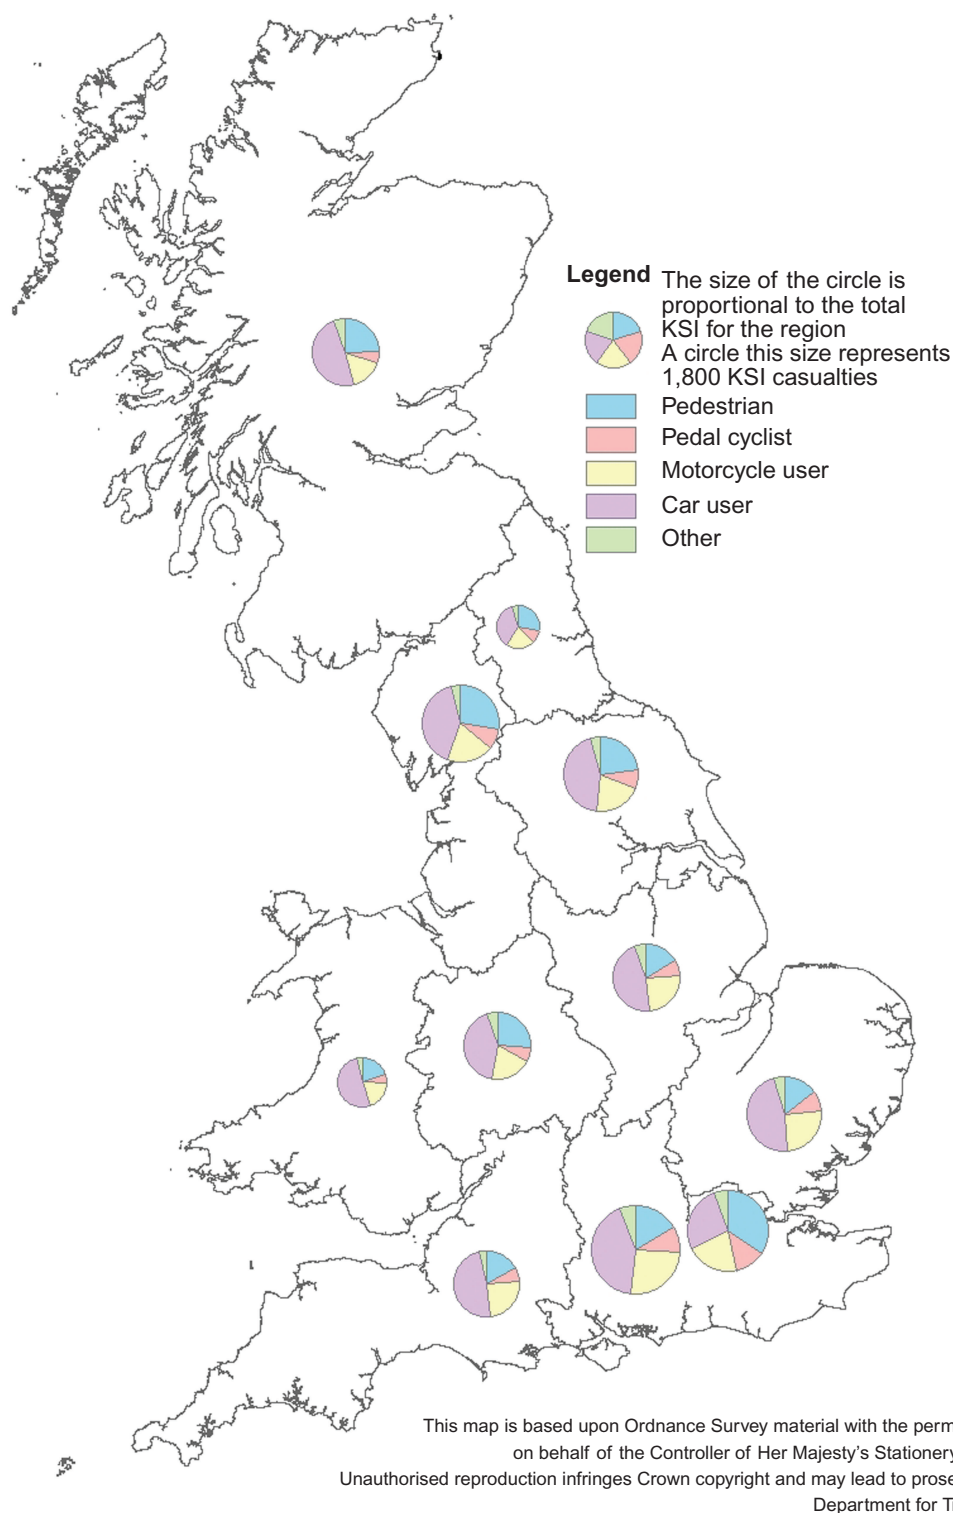 Legend
The size of the circle is
proportional to the total
KSI for the region
A circle this size represents
1,800 KSI casualties
Pedestrian
Pedal cyclist
Motorcycle user
Car user
Other
This map is based upon Ordnance Survey material with the perm
on behalf of the Controller of Her Majesty’s Stationery
Unauthorised reproduction infringes Crown copyright and may lead to prose
Department for T